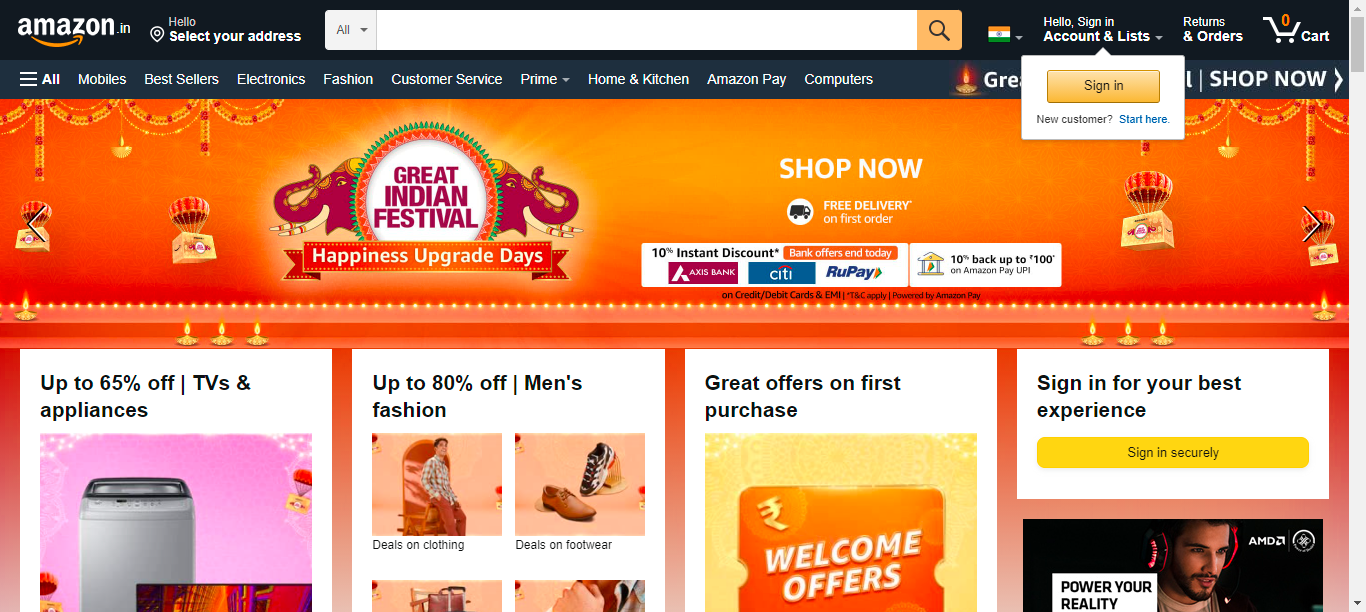 amazon.in
Hello
Select your address
All
Hello, Sign in
Account & Lists
Returns
& Orders
0
Cart
All
Mobiles
Best Sellers
Electronics
Fashion
Customer Service
Prime
Home & Kitchen
Amazon Pay
Computers
SHOP NOW
Sign in
New customer? Start here.
GREAT
INDIAN
FESTIVAL
Happiness Upgrade Days
SHOP NOW
FREE DELIVERY*
on first order
10% Instant Discount*
Bank offers end today
AXIS BANK
citi
RuPay
10% back up to ₹100*
on Amazon Pay UPI
on Credit/Debit Cards & EMI | *T&C apply | Powered by Amazon Pay
Up to 65% off | TVs &
appliances
Up to 80% off | Men's
fashion
Deals on clothing
Deals on footwear
Great offers on first
purchase
WELCOME
OFFERS
Sign in for your best
experience
Sign in securely
AMD
POWER YOUR
REALITY